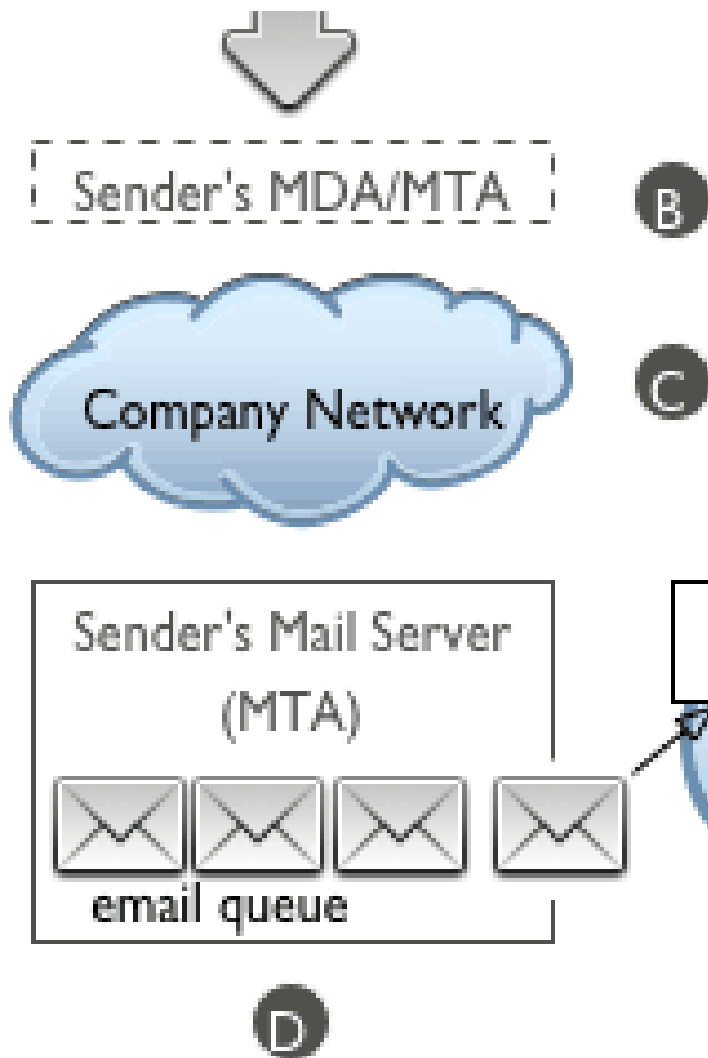 Sender's MDA/MTA
B
Company Network
C
Sender's Mail Server
(MTA)
email queue
D